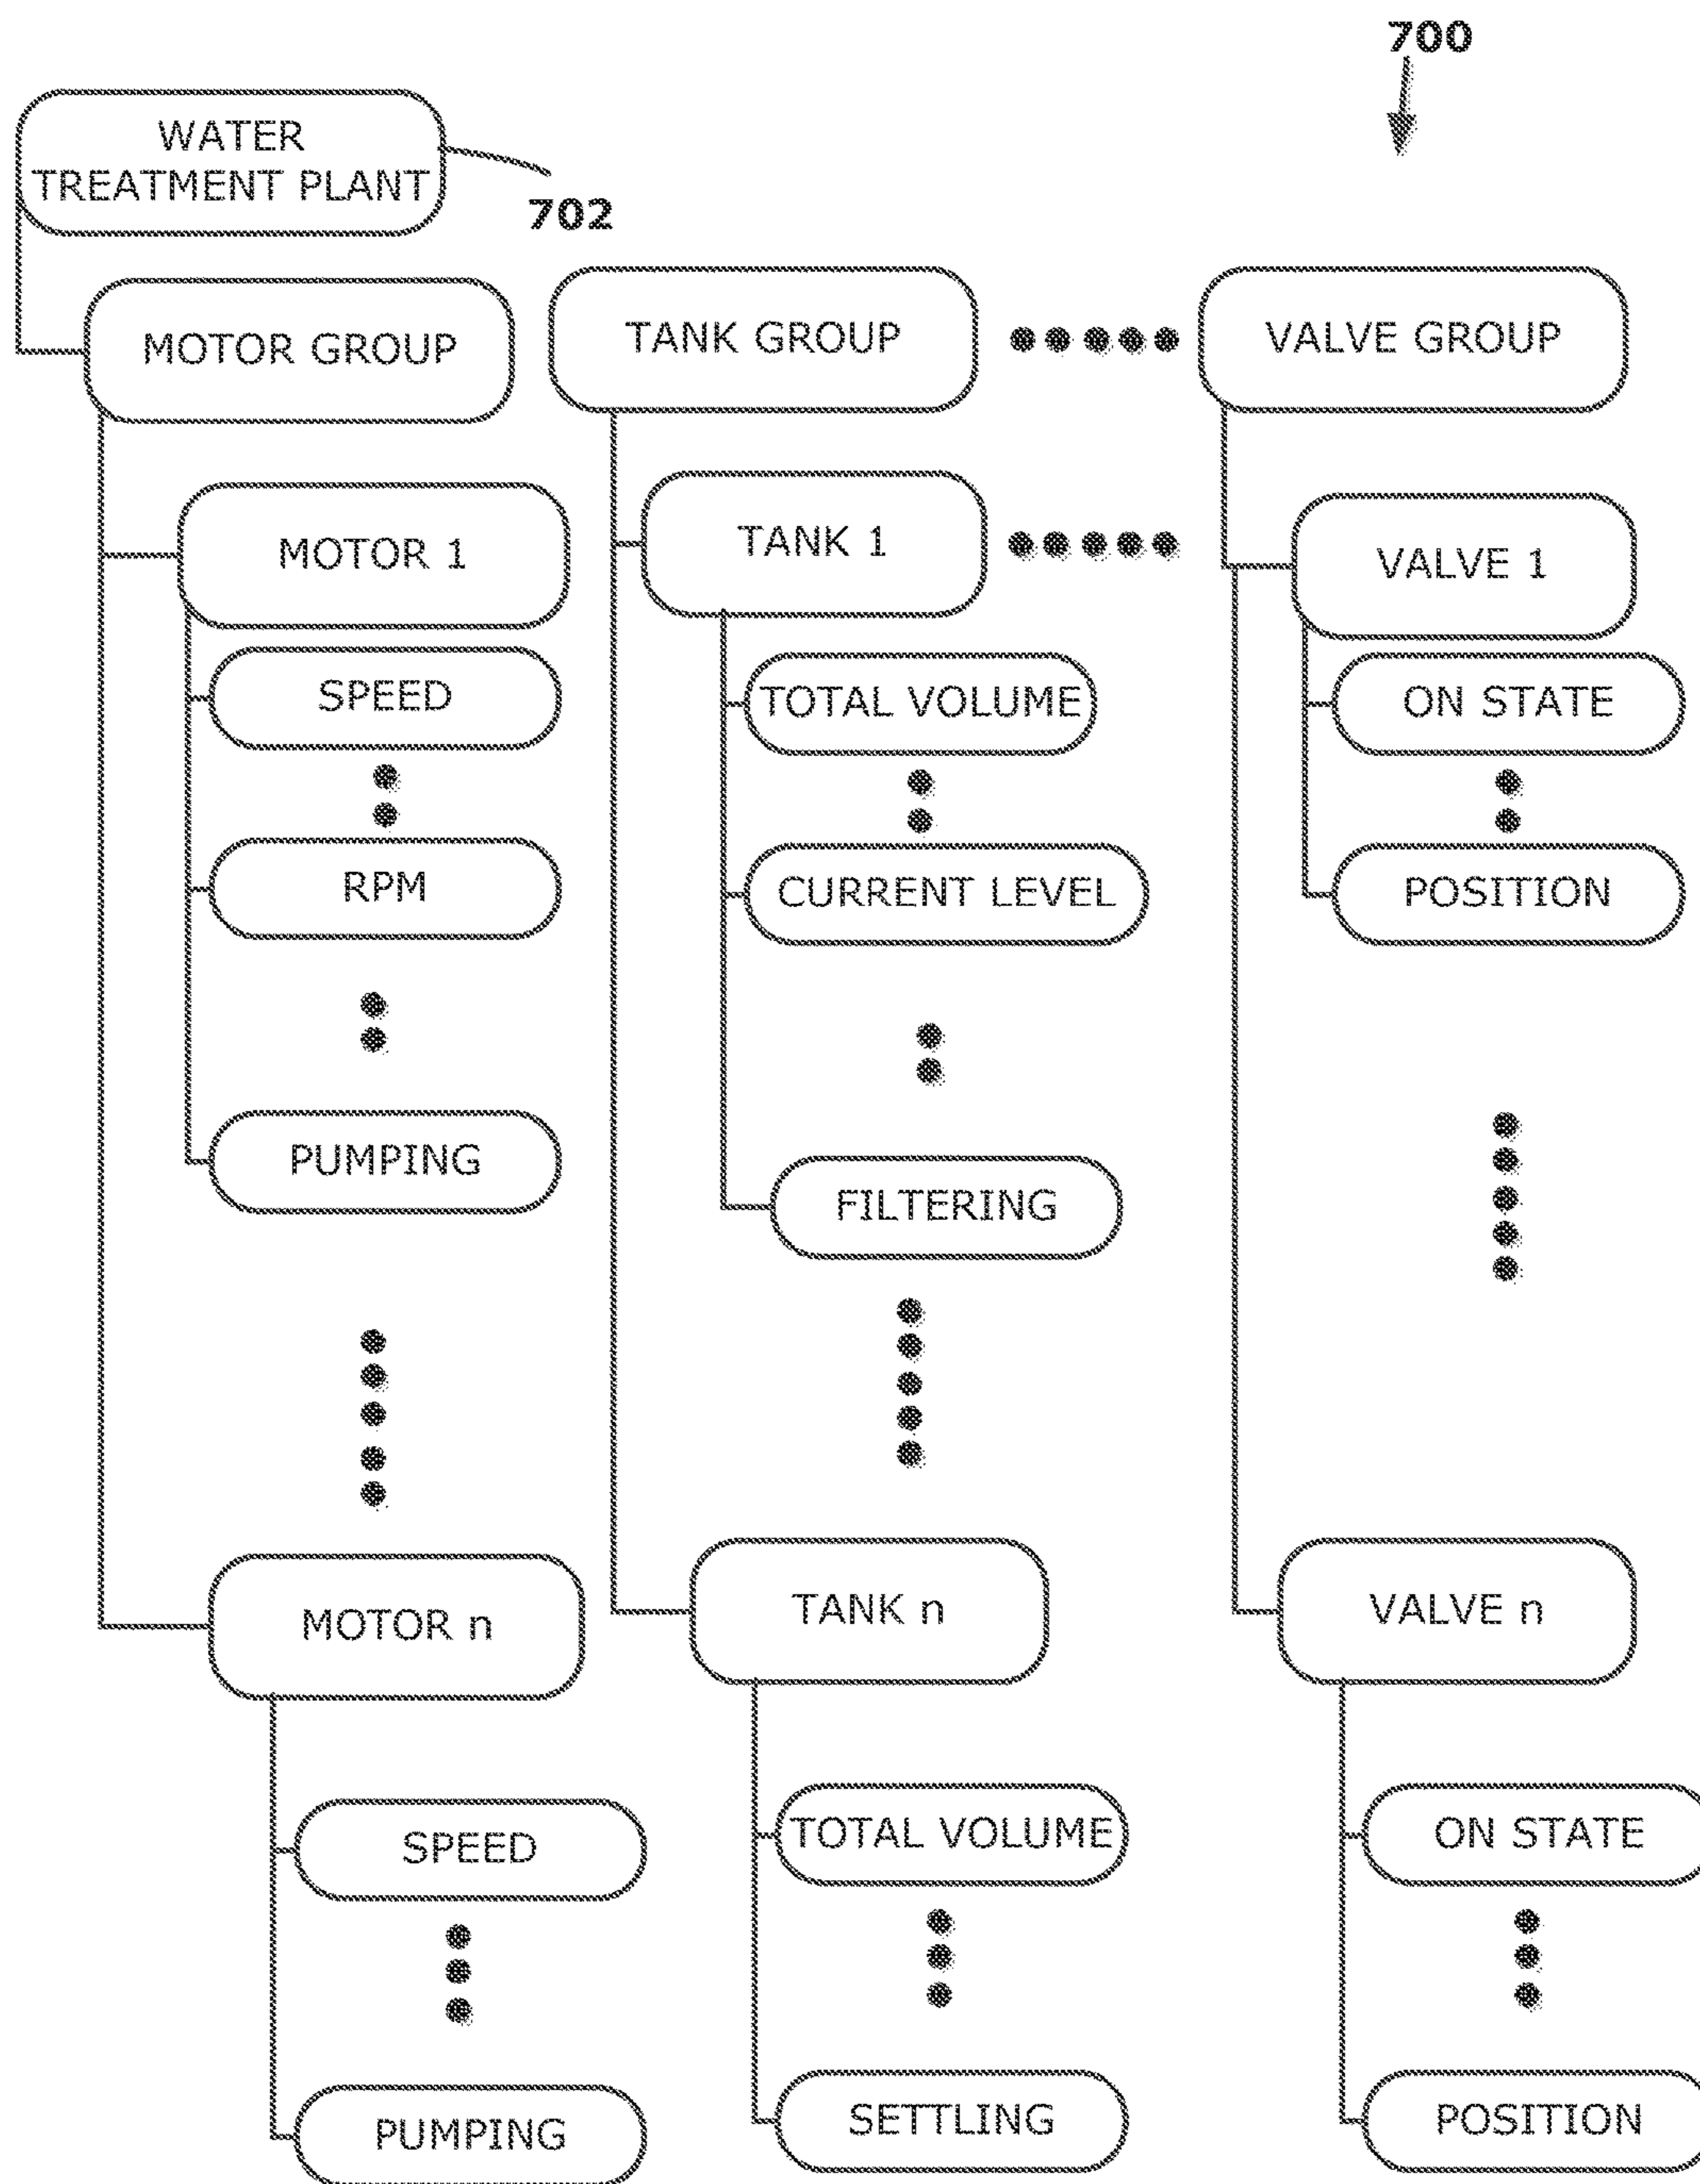 700
WATER
TREATMENT PLANT
702
MOTOR GROUP
TANK GROUP
VALVE GROUP
MOTOR 1
TANK 1
VALVE 1
SPEED
TOTAL VOLUME
ON STATE
RPM
CURRENT LEVEL
POSITION
PUMPING
FILTERING
MOTOR n
TANK n
VALVE n
SPEED
TOTAL VOLUME
ON STATE
PUMPING
SETTLING
POSITION